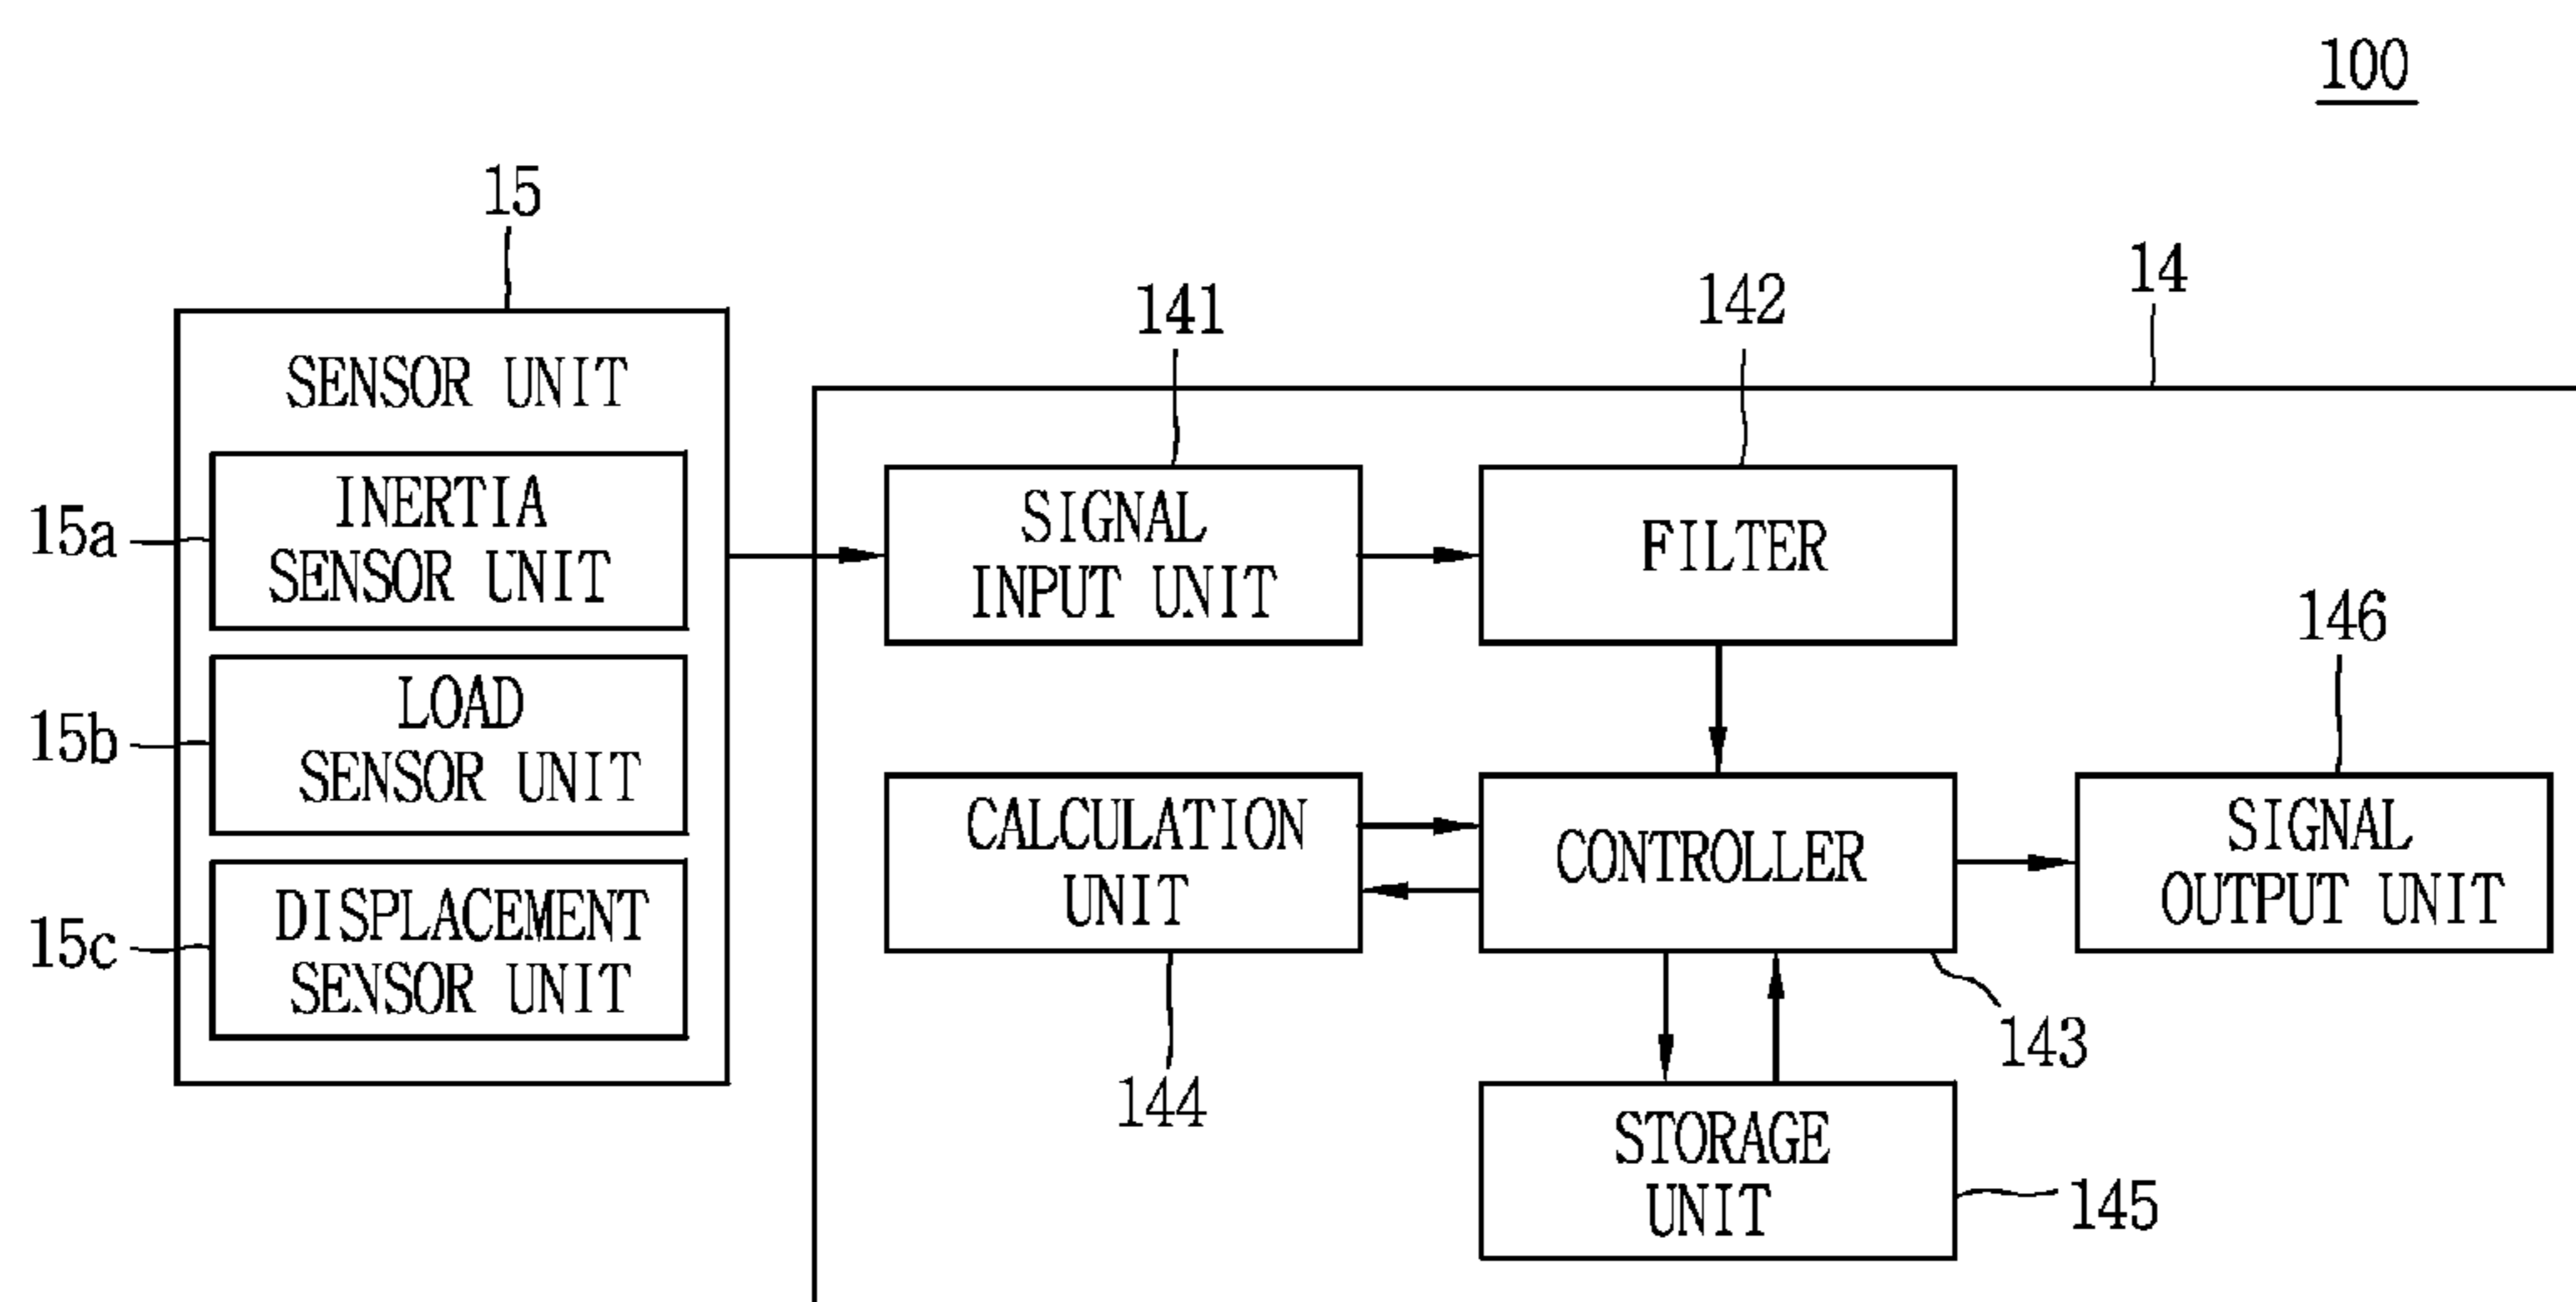 100
15
14
141
142
SENSOR UNIT
INERTIA
SENSOR UNIT
15a
SIGNAL
INPUT UNIT
FILTER
146
LOAD
SENSOR UNIT
15b
CALCULATION
UNIT
CONTROLLER
SIGNAL
OUTPUT UNIT
DISPLACEMENT
SENSOR UNIT
15c
143
144
STORAGE
UNIT
145